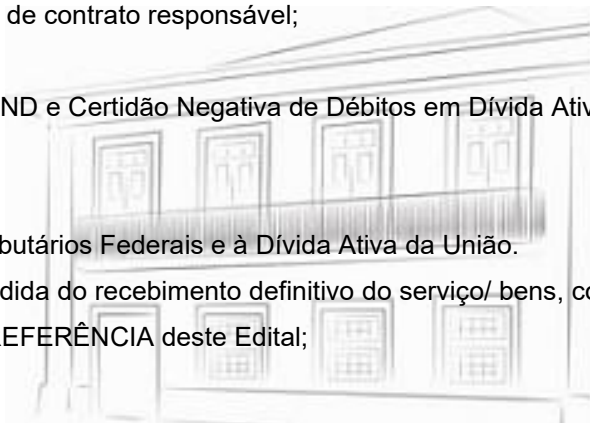 de contrato responsável;
ND e Certidão Negativa de Débitos em Dívida Ativ
butários Federais e à Dívida Ativa da União.
dida do recebimento definitivo do serviço/ bens, co
EFERÊNCIA deste Edital;